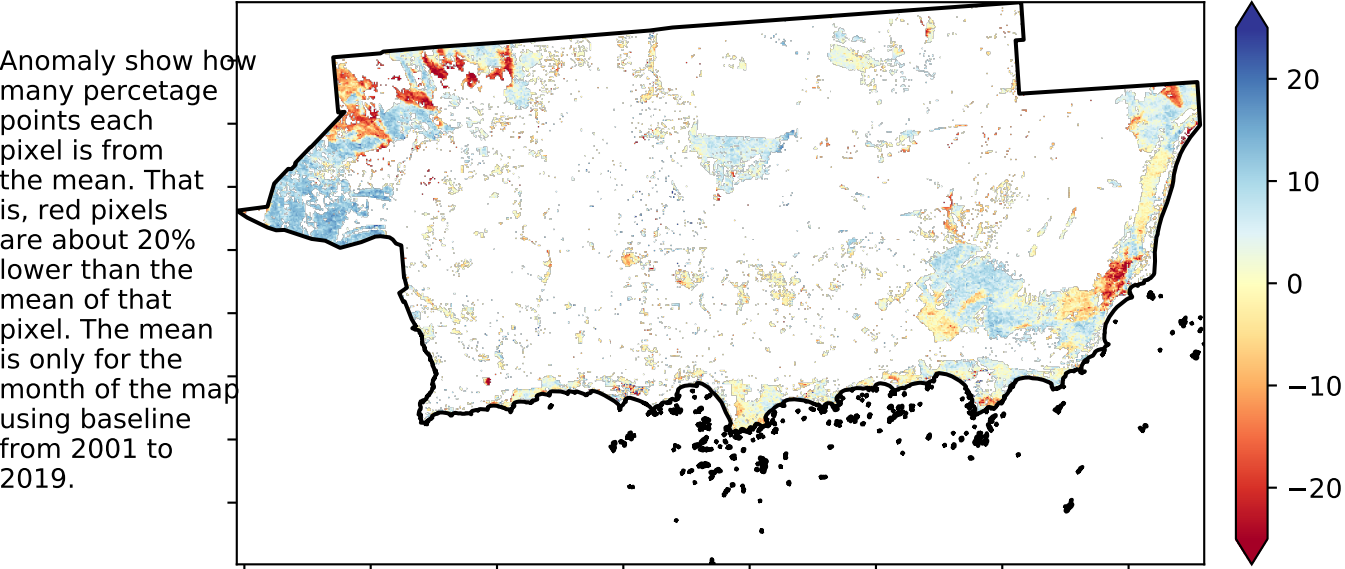 Anomaly show how
many percetage
points each
pixel is from
the mean. That
is, red pixels
are about 20%
lower than the
mean of that
pixel. The mean
is only for the
month of the map
using baseline
from 2001 to
2019.
20
10
0
−10
−20